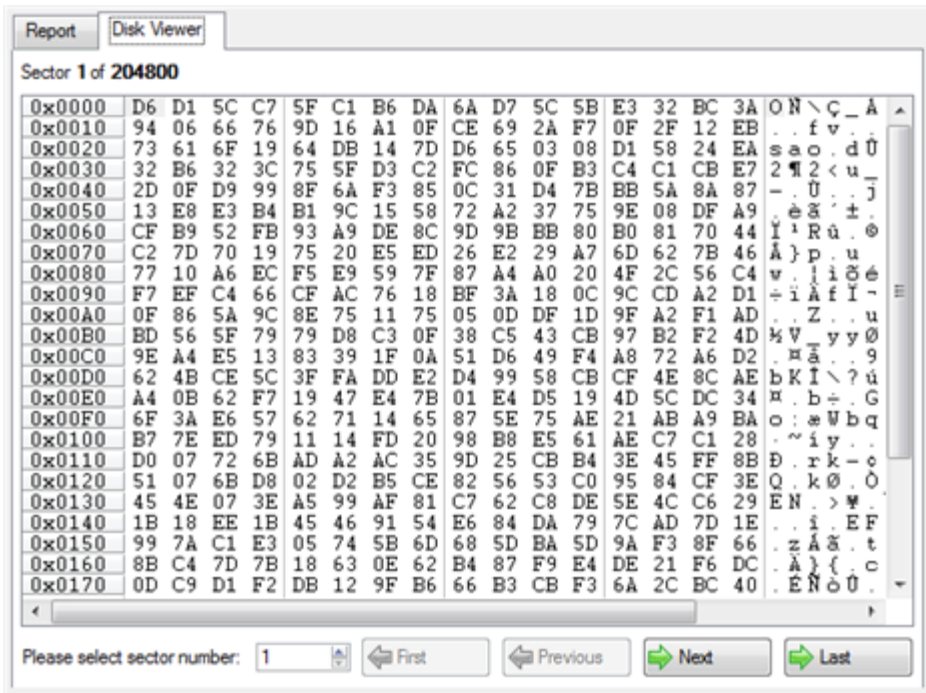 Report Disk Viewer
Sector 1 of 204800
0x0000 D6 D1 5C C7 5F C1 B6 DA 6A D7 5C 5B E3 32 BC 3A
0x0010 94 06 66 76 9D 16 A1 0F CE 69 2A F7 0F 2F 12 EB
0x0020 73 61 6F 19 64 DB 14 7D D6 65 03 08 D1 58 24 EA
0x0030 32 B6 32 3C 75 5F D3 C2 FC 86 0F B3 C4 C1 CB E7
0x0040 2D 0F D9 99 8F 6A F3 85 0C 31 D4 7B BB 5A 8A 87
0x0050 13 E8 E3 B4 B1 9C 15 58 72 A2 37 75 9E 08 DF A9
0x0060 CF B9 52 FB 93 A9 DE 8C 9D 9B BB 80 B0 81 70 44
0x0070 C2 7D 70 19 75 20 E5 ED 26 E2 29 A7 6D 62 7B 46
0x0080 77 10 A6 EC F5 E9 59 7F 87 A4 A0 20 4F 2C 56 C4
0x0090 F7 EF C4 66 CF AC 76 18 BF 3A 18 0C 9C CD A2 D1
0x00A0 0F 86 5A 9C 8E 75 11 75 05 0D DF 1D 9F A2 F1 AD
0x00B0 BD 56 5F 79 79 D8 C3 0F 38 C5 43 CB 97 B2 F2 4D
0x00C0 9E A4 E5 13 83 39 1F 0A 51 D6 49 F4 A8 72 A6 D2
0x00D0 62 4B CE 5C 3F FA DD E2 D4 99 58 CB CF 4E 8C AE
0x00E0 A4 0B 62 F7 19 47 E4 7B 01 E4 D5 19 4D 5C DC 34
0x00F0 6F 3A E6 57 62 71 14 65 87 5E 75 AE 21 AB A9 BA
0x0100 B7 7E ED 79 11 14 FD 20 98 B8 E5 61 AE C7 C1 28
0x0110 D0 07 72 6B AD A2 AC 35 9D 25 CB B4 3E 45 FF 8B
0x0120 51 07 6B D8 02 D2 B5 CE 82 56 53 C0 95 84 CF 3E
0x0130 45 4E 07 3E A5 99 AF 81 C7 62 C8 DE 5E 4C C6 29
0x0140 1B 18 EE 1B 45 46 91 54 E6 84 DA 79 7C AD 7D 1E
0x0150 99 7A C1 E3 05 74 5B 6D 68 5D BA 5D 9A F3 8F 66
0x0160 8B C4 7D 7B 18 63 0E 62 B4 87 F9 E4 DE 21 F6 DC
0x0170 0D C9 D1 F2 DB 12 9F B6 66 B3 CB F3 6A 2C BC 40
Please select sector number: 1 First Previous Next Last